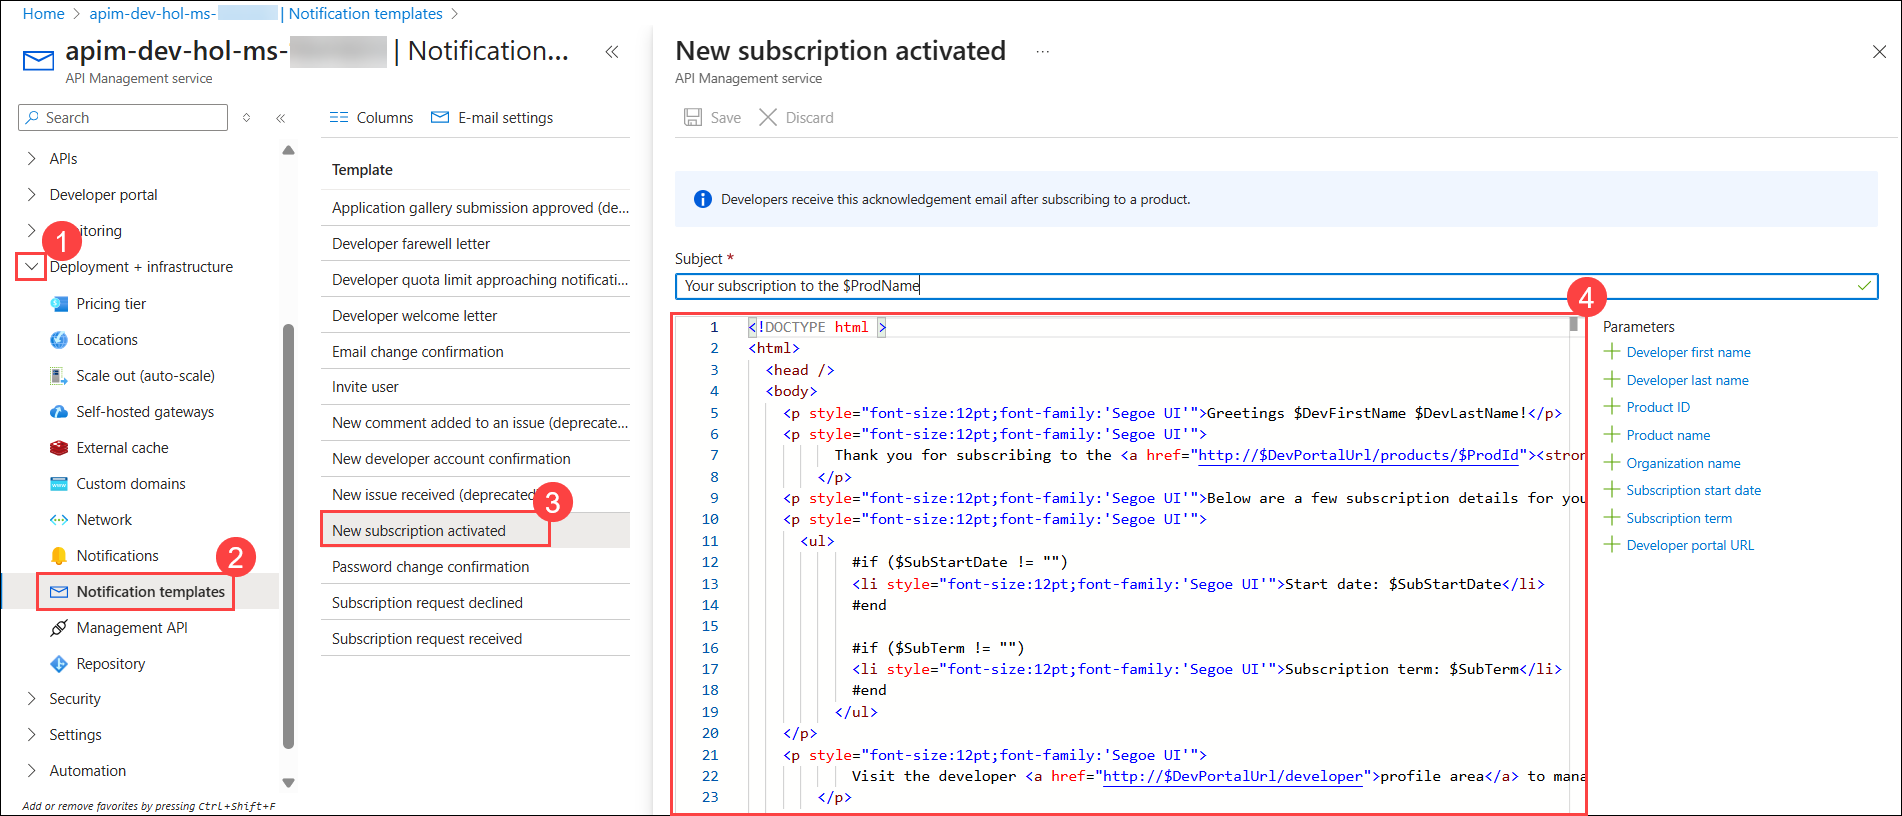 Home > apim-dev-hol-ms- | Notification templates >
apim-dev-hol-ms- | Notification... «
API Management service
Search «
APIs
Developer portal
itoring
1
Deployment + infrastructure
Pricing tier
Locations
Scale out (auto-scale)
Self-hosted gateways
External cache
Custom domains
Network
Notifications
2
Notification templates
Management API
Repository
Security
Settings
Automation
Add or remove favorites by pressing Ctrl+Shift+F
Columns E-mail settings
Template
Application gallery submission approved (de...
Developer farewell letter
Developer quota limit approaching notificati...
Developer welcome letter
Email change confirmation
Invite user
New comment added to an issue (deprecate...
New developer account confirmation
New issue received (deprecated
3
New subscription activated
Password change confirmation
Subscription request declined
Subscription request received
New subscription activated ...
API Management service
Save Discard
Developers receive this acknowledgement email after subscribing to a product.
Subject *
Your subscription to the $ProdName
4
1 <!DOCTYPE html >
2 <html>
3 <head />
4 <body>
5 <p style="font-size:12pt;font-family:'Segoe UI'">Greetings $DevFirstName $DevLastName!</p>
6 <p style="font-size:12pt;font-family:'Segoe UI'">
7 Thank you for subscribing to the <a href="http://$DevPortalUrl/products/$ProdId"><stron
8 </p>
9 <p style="font-size:12pt;font-family:'Segoe UI'">Below are a few subscription details for you
10 <p style="font-size:12pt;font-family:'Segoe UI'">
11 <ul>
12 #if ($SubStartDate != "")
13 <li style="font-size:12pt;font-family:'Segoe UI'">Start date: $SubStartDate</li>
14 #end
15
16 #if ($SubTerm != "")
17 <li style="font-size:12pt;font-family:'Segoe UI'">Subscription term: $SubTerm</li>
18 #end
19 </ul>
20 </p>
21 <p style="font-size:12pt;font-family:'Segoe UI'">
22 Visit the developer <a href="http://$DevPortalUrl/developer">profile area</a> to mana
23 </p>
Parameters
Developer first name
Developer last name
Product ID
Product name
Organization name
Subscription start date
Subscription term
Developer portal URL